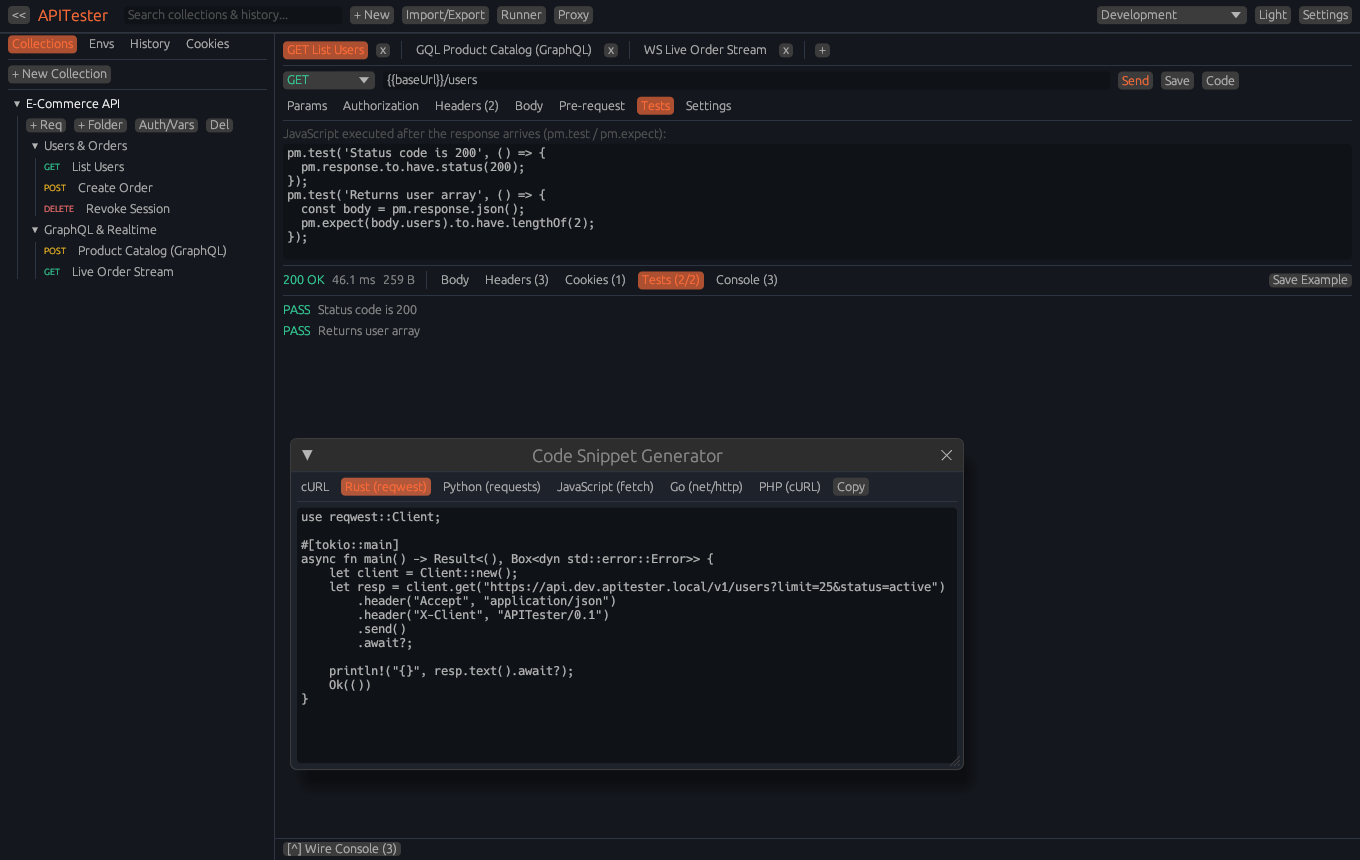 << APITester Search collections & history... + New Import/Export Runner Proxy Development Light Settings
Collections Envs History Cookies
+ New Collection
E-Commerce API
+ Req + Folder Auth/Vars Del
Users & Orders
GET List Users
POST Create Order
DELETE Revoke Session
GraphQL & Realtime
POST Product Catalog (GraphQL)
GET Live Order Stream
GET List Users x GQL Product Catalog (GraphQL) x WS Live Order Stream x +
GET {{baseUrl}}/users Send Save Code
Params Authorization Headers (2) Body Pre-request Tests Settings
JavaScript executed after the response arrives (pm.test / pm.expect):
pm.test('Status code is 200', () => {
  pm.response.to.have.status(200);
});
pm.test('Returns user array', () => {
  const body = pm.response.json();
  pm.expect(body.users).to.have.lengthOf(2);
});
200 OK 46.1 ms 259 B Body Headers (3) Cookies (1) Tests (2/2) Console (3) Save Example
PASS Status code is 200
PASS Returns user array
Code Snippet Generator
cURL Rust (reqwest) Python (requests) JavaScript (fetch) Go (net/http) PHP (cURL) Copy
use reqwest::Client;
#[tokio::main]
async fn main() -> Result<(), Box<dyn std::error::Error>> {
    let client = Client::new();
    let resp = client.get("https://api.dev.apitester.local/v1/users?limit=25&status=active")
        .header("Accept", "application/json")
        .header("X-Client", "APITester/0.1")
        .send()
        .await?;
    println!("{}", resp.text().await?);
    Ok(())
}
[^] Wire Console (3)